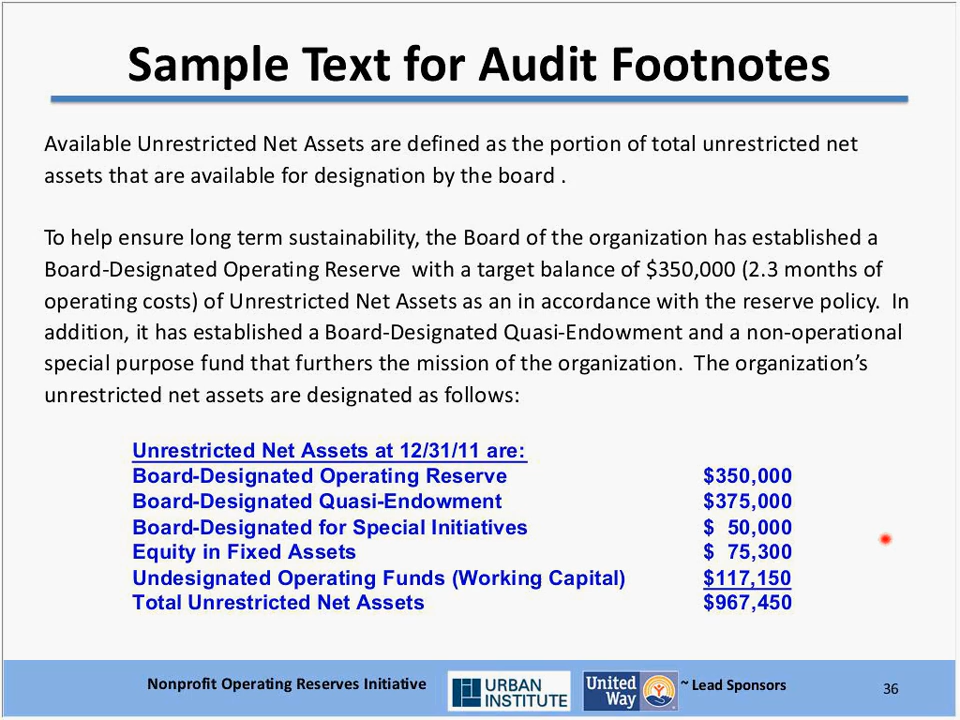 Sample Text for Audit Footnotes
Available Unrestricted Net Assets are defined as the portion of total unrestricted net
assets that are available for designation by the board .
To help ensure long term sustainability, the Board of the organization has established a
Board-Designated Operating Reserve  with a target balance of $350,000 (2.3 months of
operating costs) of Unrestricted Net Assets as an in accordance with the reserve policy.  In
addition, it has established a Board-Designated Quasi-Endowment and a non-operational
special purpose fund that furthers the mission of the organization.  The organization’s
unrestricted net assets are designated as follows:
Unrestricted Net Assets at 12/31/11 are:
Board-Designated Operating Reserve $350,000
Board-Designated Quasi-Endowment $375,000
Board-Designated for Special Initiatives $ 50,000
Equity in Fixed Assets $ 75,300
Undesignated Operating Funds (Working Capital) $117,150
Total Unrestricted Net Assets $967,450
Nonprofit Operating Reserves Initiative
URBAN
INSTITUTE
United
Way
~ Lead Sponsors
36